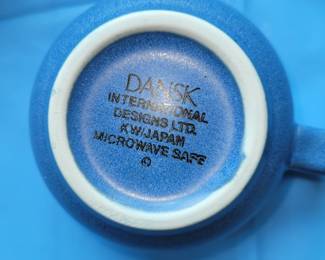 DANSK
INTERNATIONAL
DESIGNS LTD.
KW/JAPAN
MICROWAVE SAFE
©